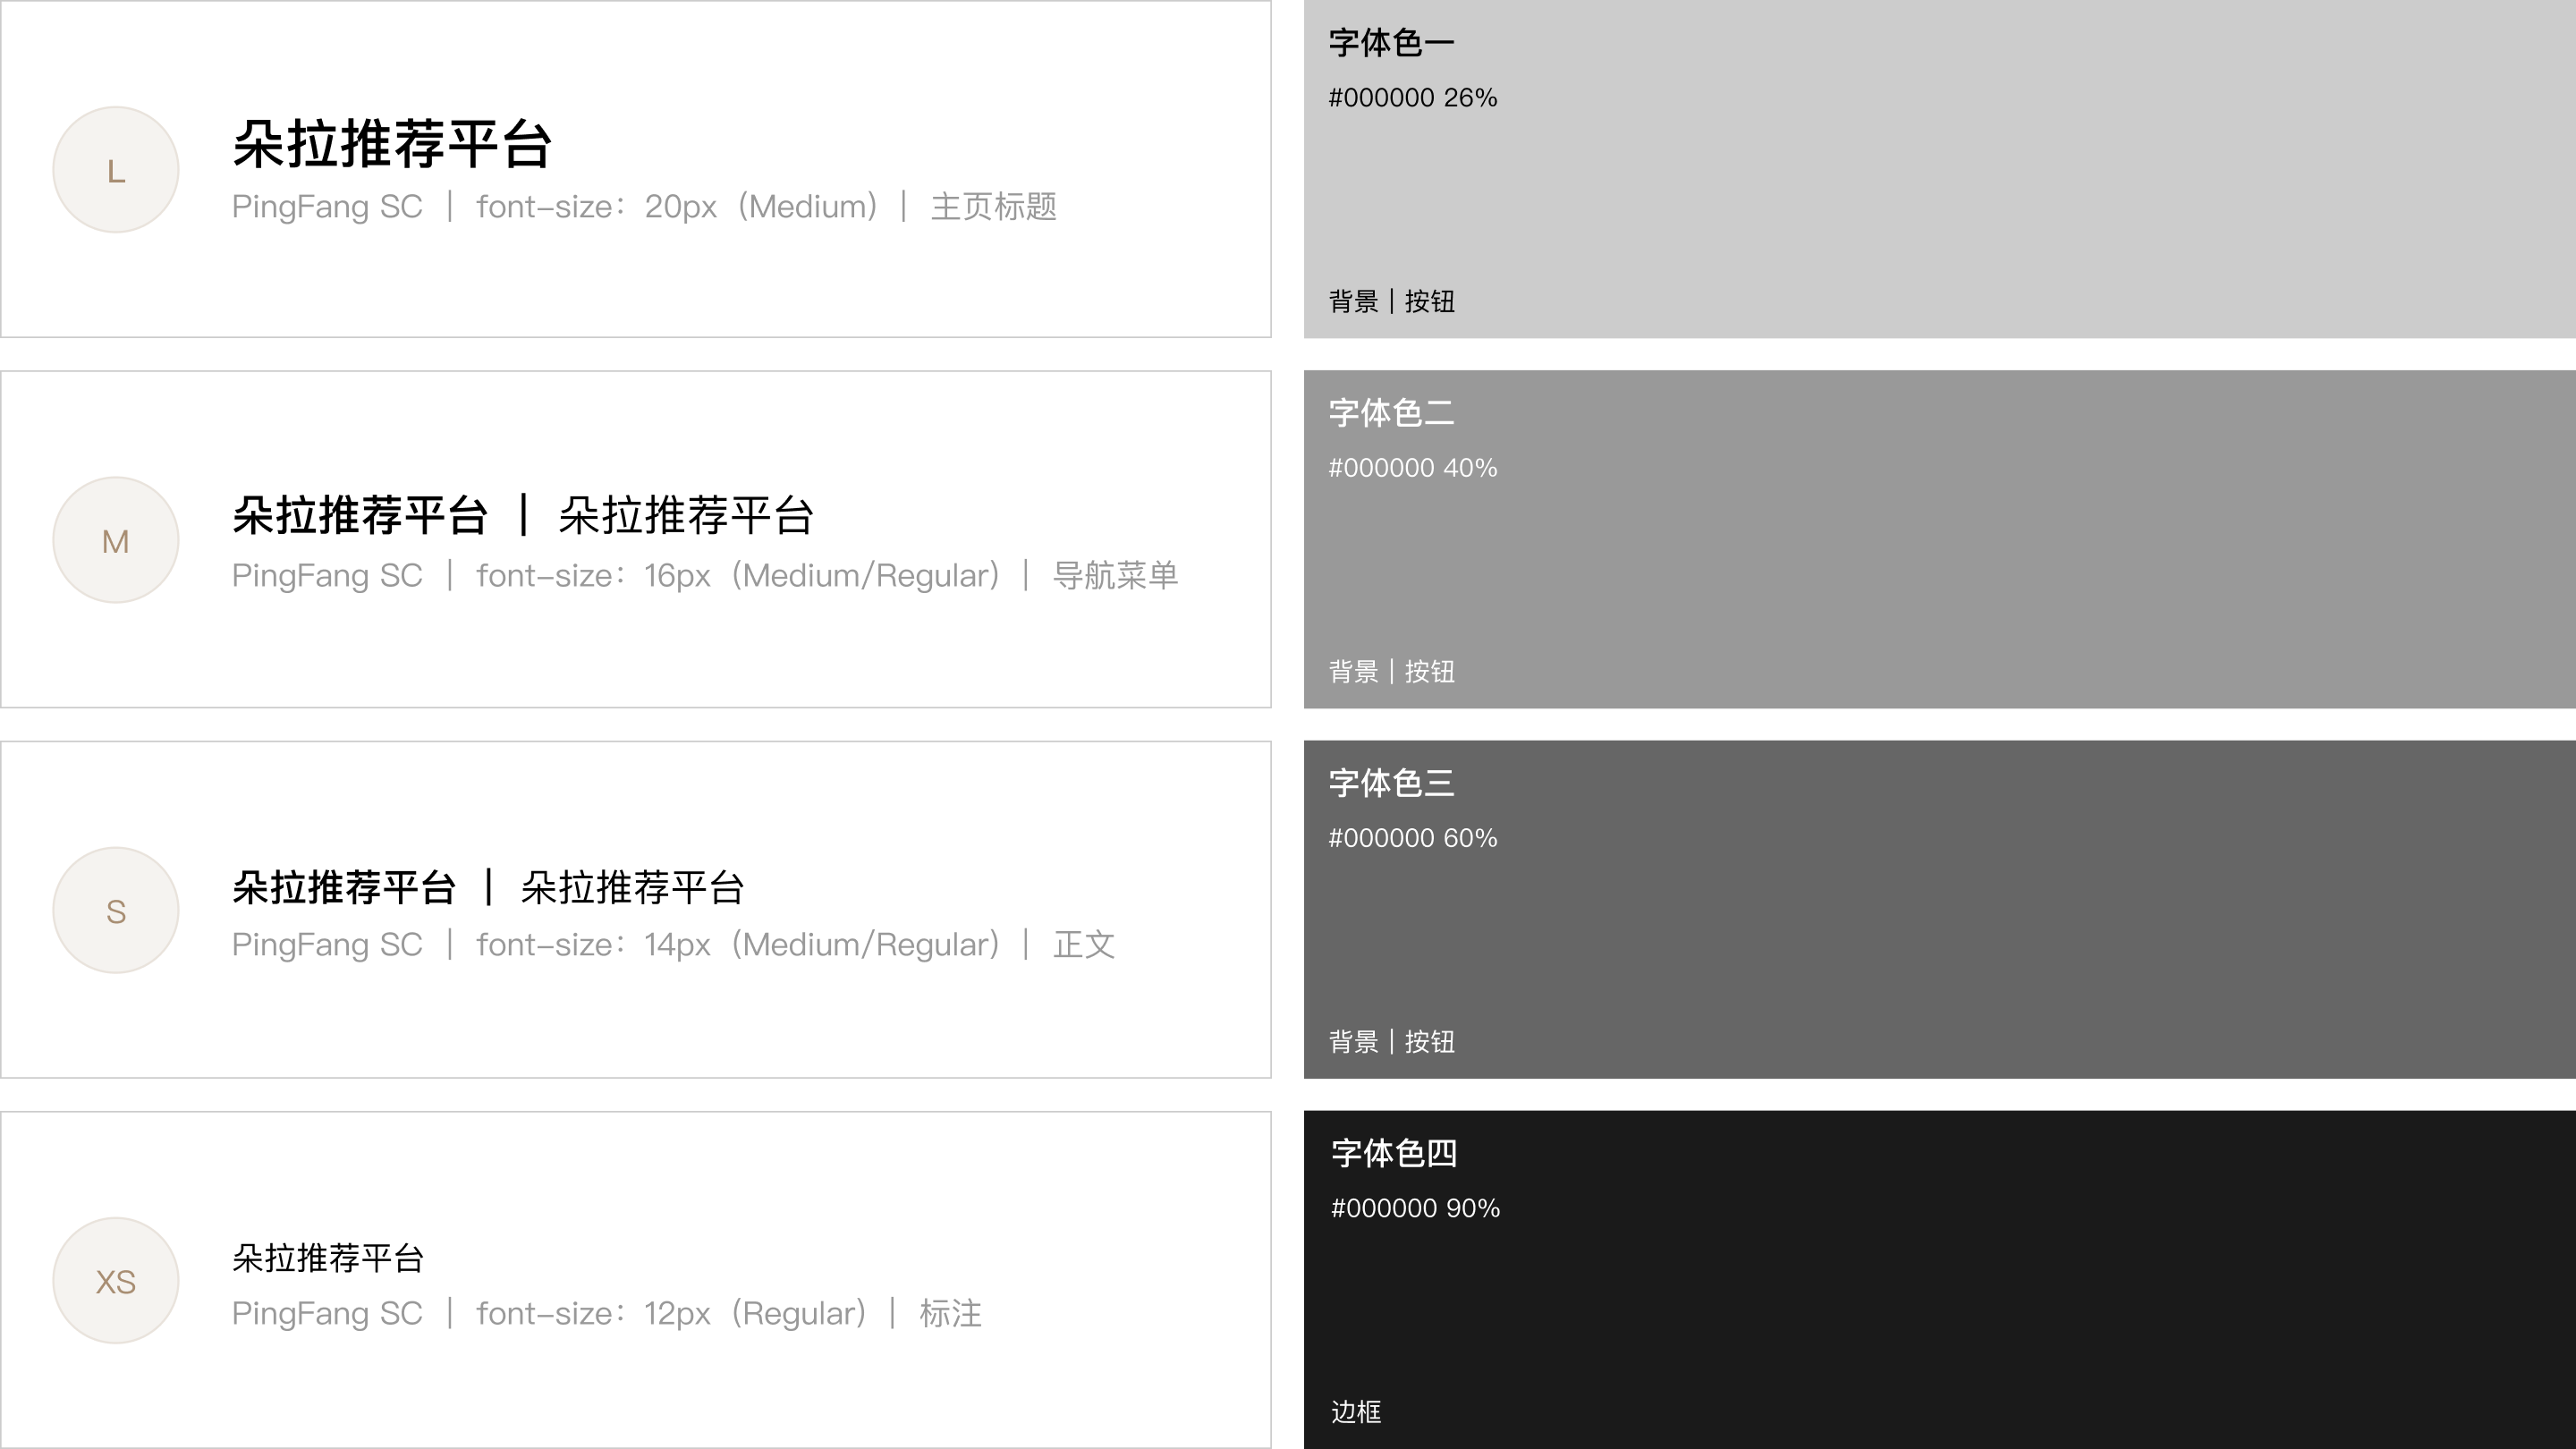 L
朵拉推荐平台
PingFang SC | font-size: 20px (Medium) | 主页标题
字体色一
#000000 26%
背景 | 按钮
M
朵拉推荐平台 | 朵拉推荐平台
PingFang SC | font-size: 16px (Medium/Regular) | 导航菜单
字体色二
#000000 40%
背景 | 按钮
S
朵拉推荐平台 | 朵拉推荐平台
PingFang SC | font-size: 14px (Medium/Regular) | 正文
字体色三
#000000 60%
背景 | 按钮
XS
朵拉推荐平台
PingFang SC | font-size: 12px (Regular) | 标注
字体色四
#000000 90%
边框